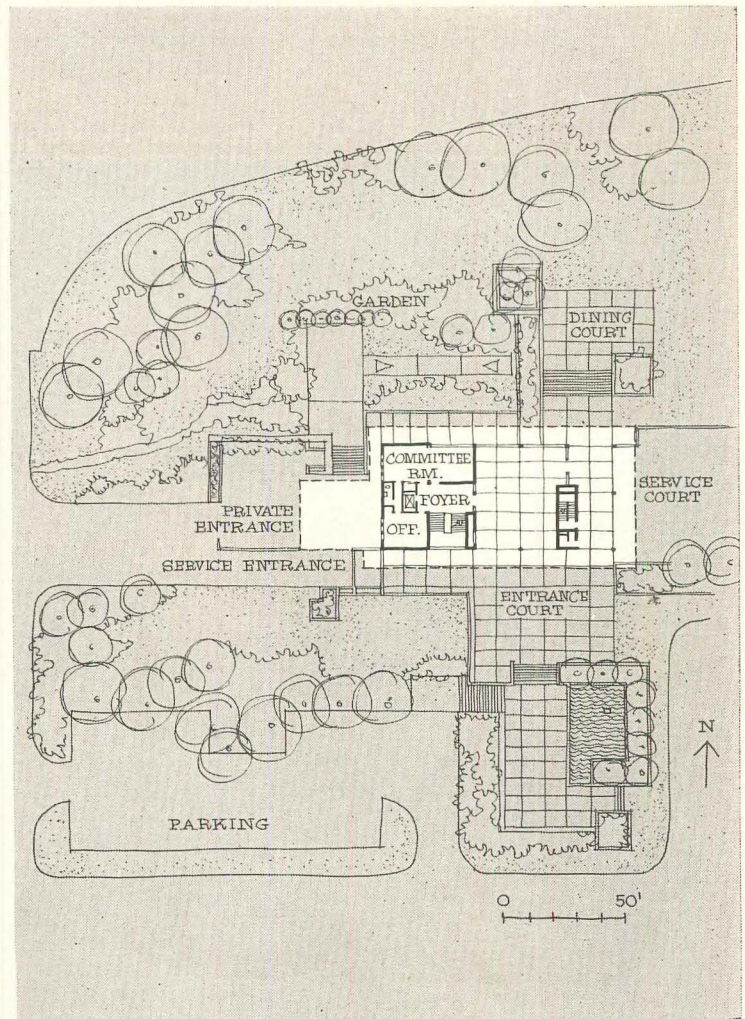 GARDEN
DINING
COURT
COMMITTEE
RM.
FOYER
OFF.
SERVICE
COURT
PRIVATE
ENTRANCE
SERVICE ENTRANCE
ENTRANCE
COURT
N
PARKING
0 50'